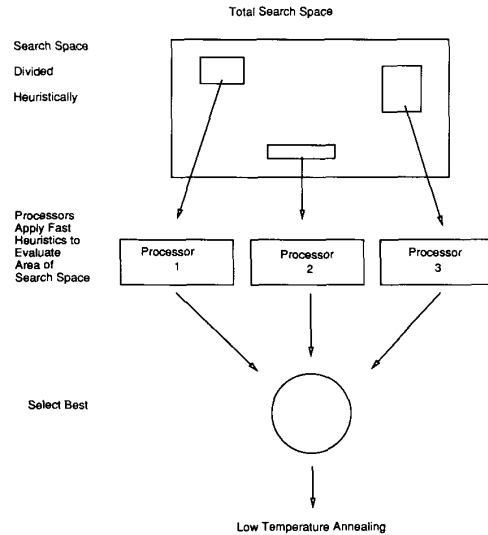 Total Search Space
Search Space
Divided
Heuristically
Processors
Apply Fast
Heuristics to
Evaluate
Area of
Search Space
Processor
1
Processor
2
Processor
3
Select Best
Low Temperature Annealing